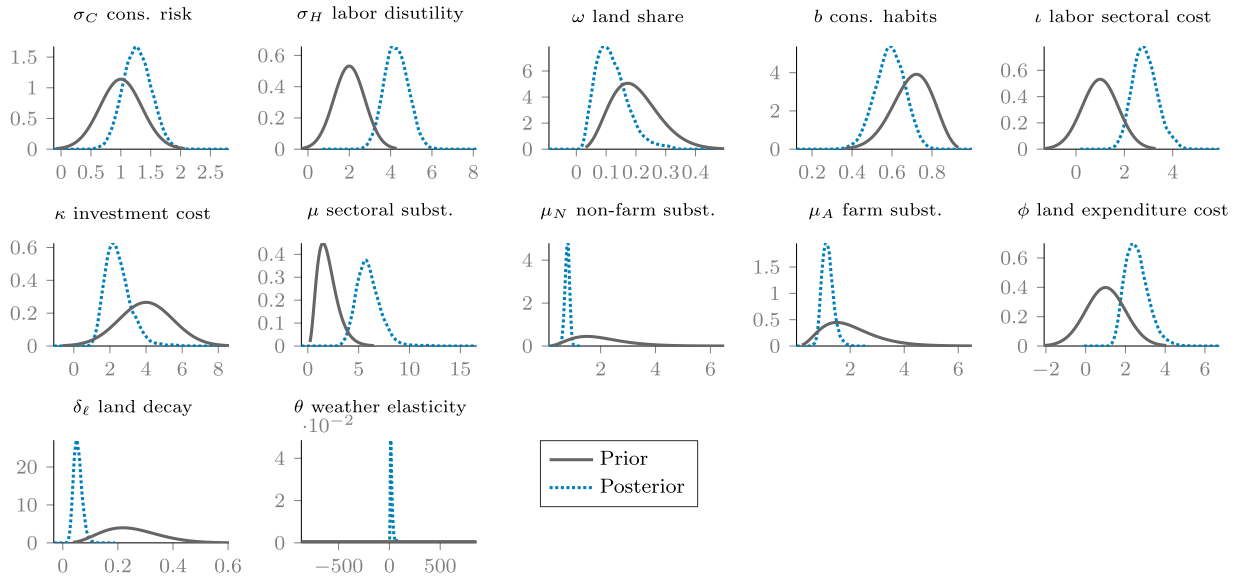 σ_C cons. risk
σ_H labor disutility
ω land share
b cons. habits
ι labor sectoral cost
1.5
1
0.5
0
0 0.5 1 1.5 2 2.5
0.6
0.4
0.2
0
0 2 4 6 8
6
4
2
0
0 0.1 0.2 0.3 0.4
4
2
0
0.2 0.4 0.6 0.8
0.6
0.4
0.2
0
0 2 4
κ investment cost
μ sectoral subst.
μ_N non-farm subst.
μ_A farm subst.
ϕ land expenditure cost
0.6
0.4
0.2
0
0 2 4 6 8
0.4
0.3
0.2
0.1
0
0 5 10 15
4
2
0
2 4 6
1.5
1
0.5
0
2 4 6
0.6
0.4
0.2
0
−2 0 2 4 6
δ_ℓ land decay
θ weather elasticity
20
10
0
0 0.2 0.4 0.6
·10⁻²
4
2
0
−500 0 500
Prior
Posterior